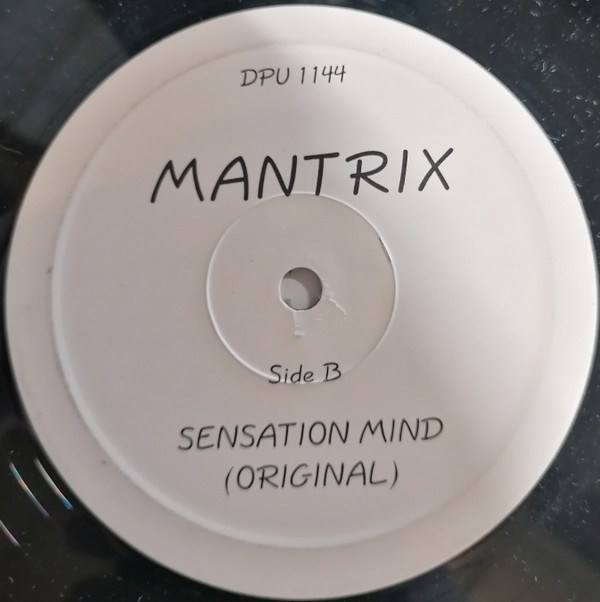 DPU 1144
MANTRIX
Side B
SENSATION MIND
(ORIGINAL)